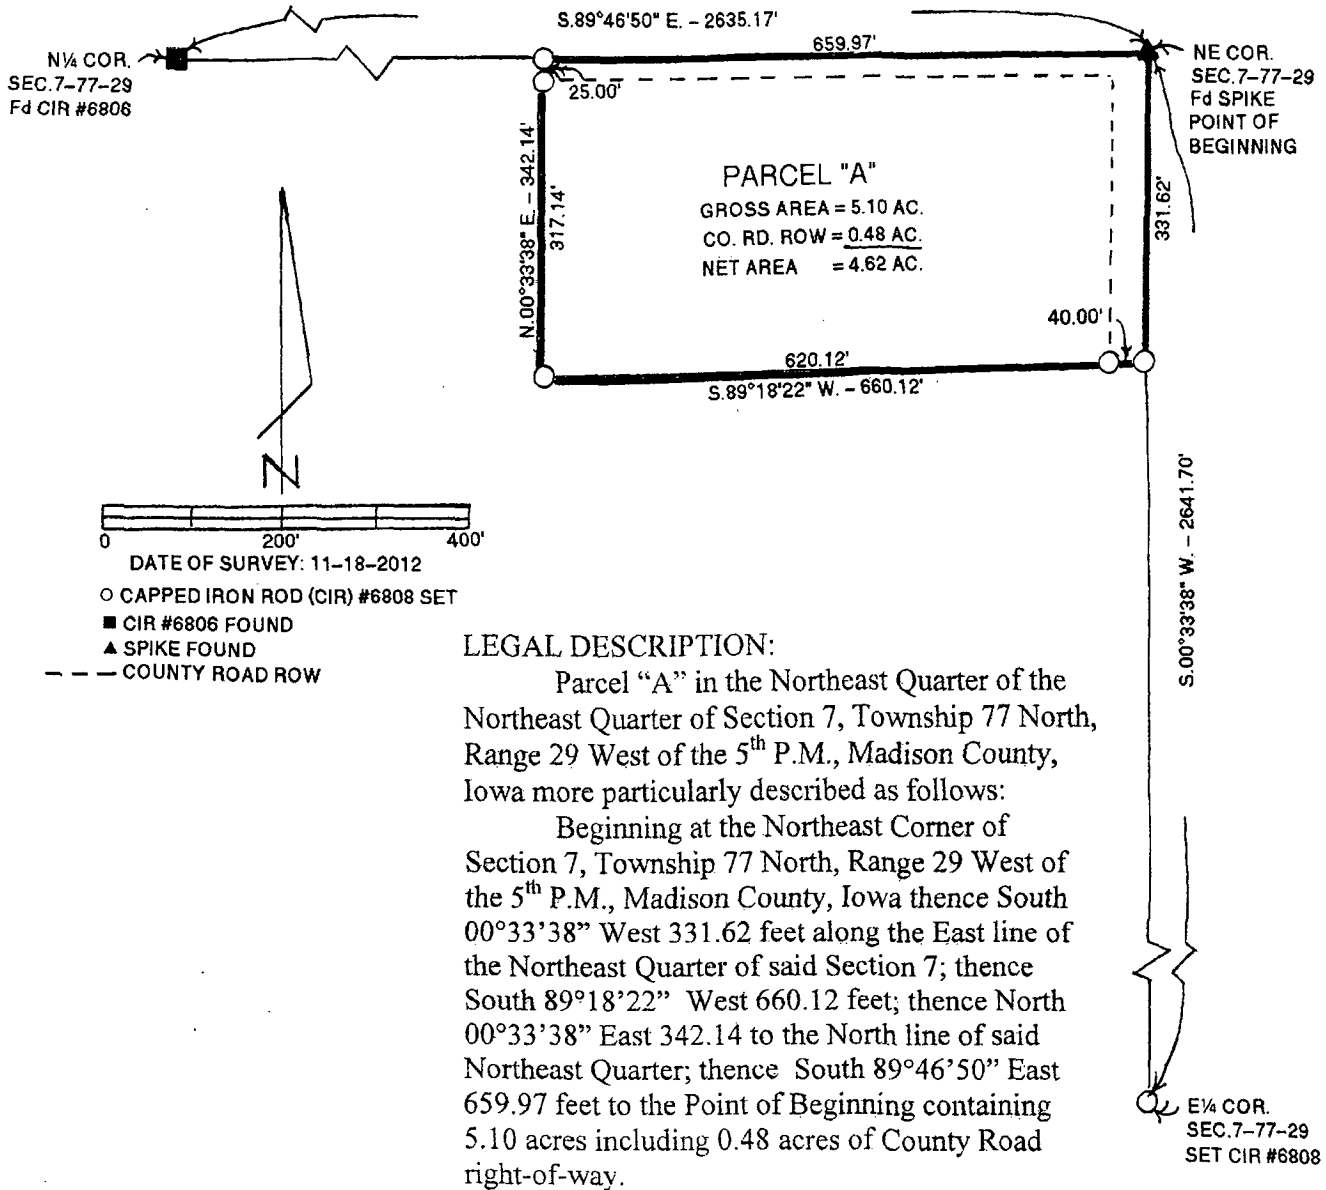 S.89°46'50" E. – 2635.17'
659.97'
N¼ COR.
SEC.7–77–29
Fd CIR #6806
NE COR.
SEC.7–77–29
Fd SPIKE
POINT OF
BEGINNING
25.00'
N.00°33'38" E. – 342.14'
317.14'
PARCEL "A"
GROSS AREA = 5.10 AC.
CO. RD. ROW = 0.48 AC.
NET AREA = 4.62 AC.
331.62'
40.00'
620.12'
S.89°18'22" W. – 660.12'
N
0 200' 400'
DATE OF SURVEY: 11–18–2012
CAPPED IRON ROD (CIR) #6808 SET
CIR #6806 FOUND
SPIKE FOUND
COUNTY ROAD ROW
S.00°33'38" W. – 2641.70'
LEGAL DESCRIPTION:
Parcel “A” in the Northeast Quarter of the
Northeast Quarter of Section 7, Township 77 North,
Range 29 West of the 5th P.M., Madison County,
Iowa more particularly described as follows:
Beginning at the Northeast Corner of
Section 7, Township 77 North, Range 29 West of
the 5th P.M., Madison County, Iowa thence South
00°33’38” West 331.62 feet along the East line of
the Northeast Quarter of said Section 7; thence
South 89°18’22” West 660.12 feet; thence North
00°33’38” East 342.14 to the North line of said
Northeast Quarter; thence South 89°46’50” East
659.97 feet to the Point of Beginning containing
5.10 acres including 0.48 acres of County Road
right-of-way.
E¼ COR.
SEC.7–77–29
SET CIR #6808